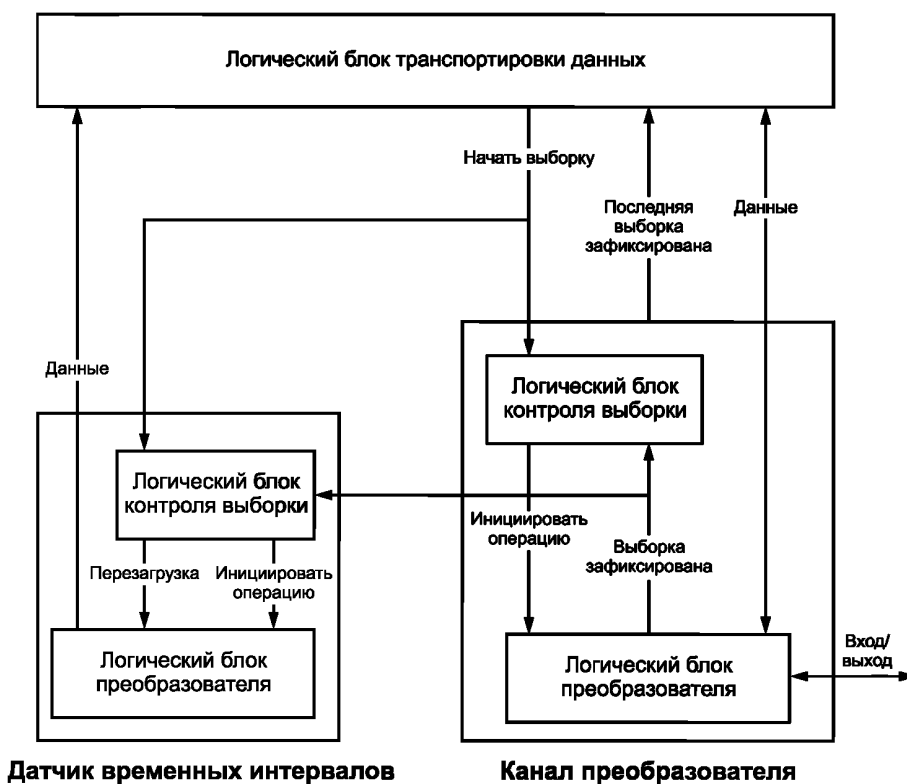 Логический блок транспортировки данных
Начать выборку
Последняя
выборка
зафиксирована
Данные
Данные
Логический блок
контроля выборки
Логический блок
контроля выборки
Инициировать
операцию
Выборка
зафиксирована
Перезагрузка
Инициировать
операцию
Логический блок
преобразователя
Логический блок
преобразователя
Вход/
выход
Датчик временных интервалов
Канал преобразователя